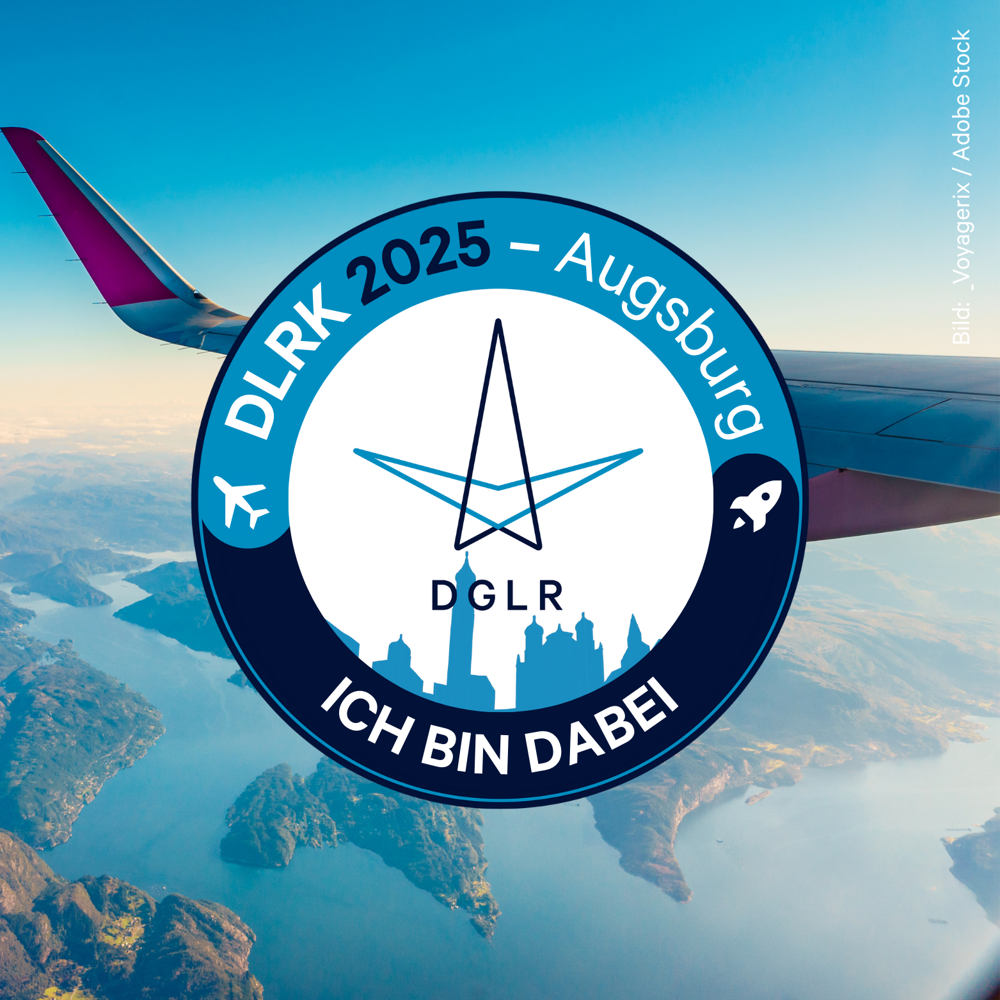 DLRK 2025 – Augsburg
DGLR
ICH BIN DABEI
Bild: _Voyagerix / Adobe Stock